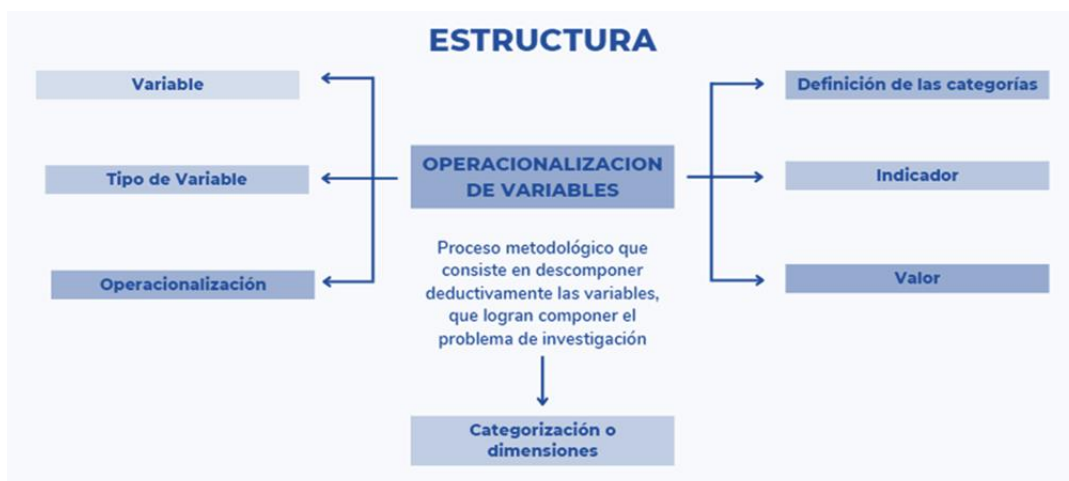 ESTRUCTURA
Variable
Tipo de Variable
Operacionalización
OPERACIONALIZACION
DE VARIABLES
Proceso metodológico que
consiste en descomponer
deductivamente las variables,
que logran componer el
problema de investigación
Categorización o
dimensiones
Definición de las categorías
Indicador
Valor